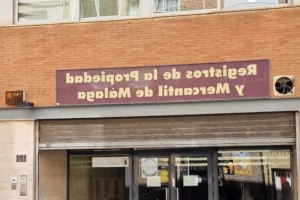 Registros de la Propiedad
y Mercantil de Málaga